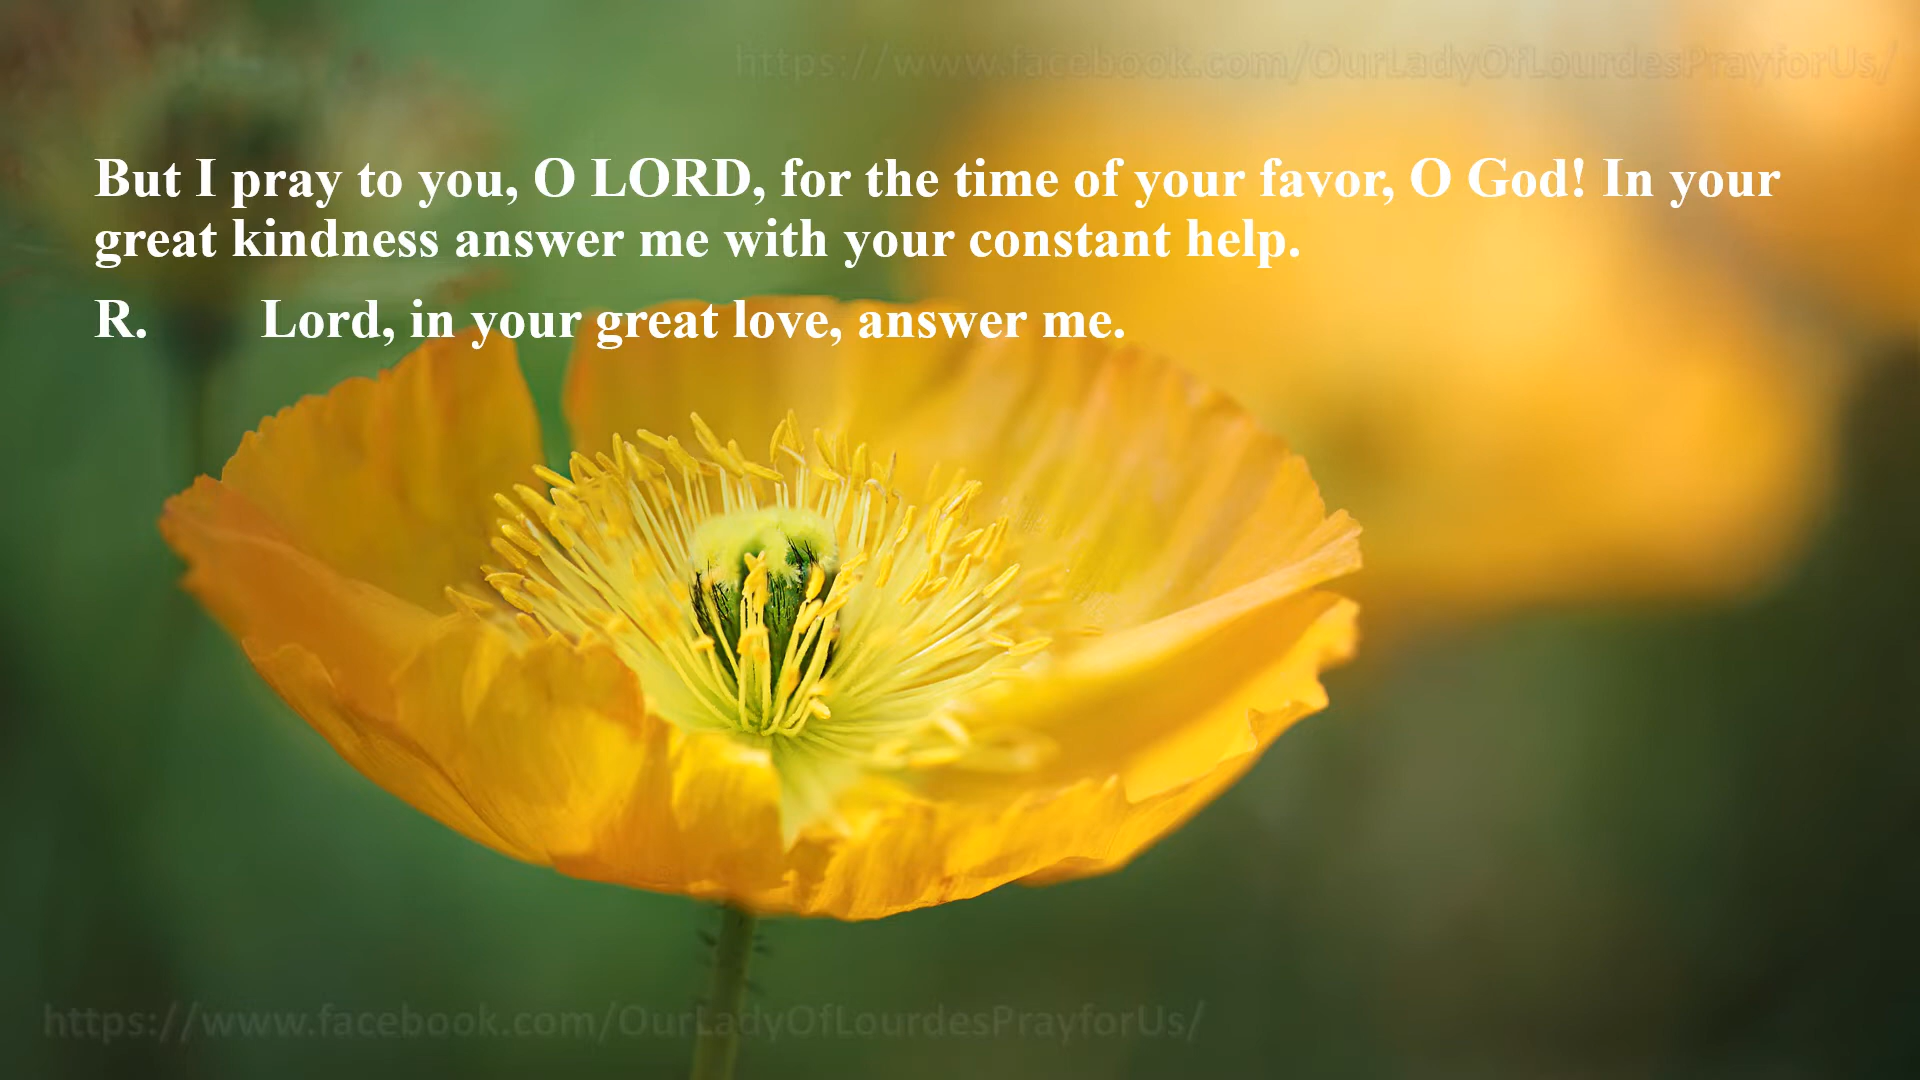 https://www.facebook.com/OurLadyOfLourdesPrayforUs/
But I pray to you, O LORD, for the time of your favor, O God! In your
great kindness answer me with your constant help.
R. Lord, in your great love, answer me.
https://www.facebook.com/OurLadyOfLourdesPrayforUs/